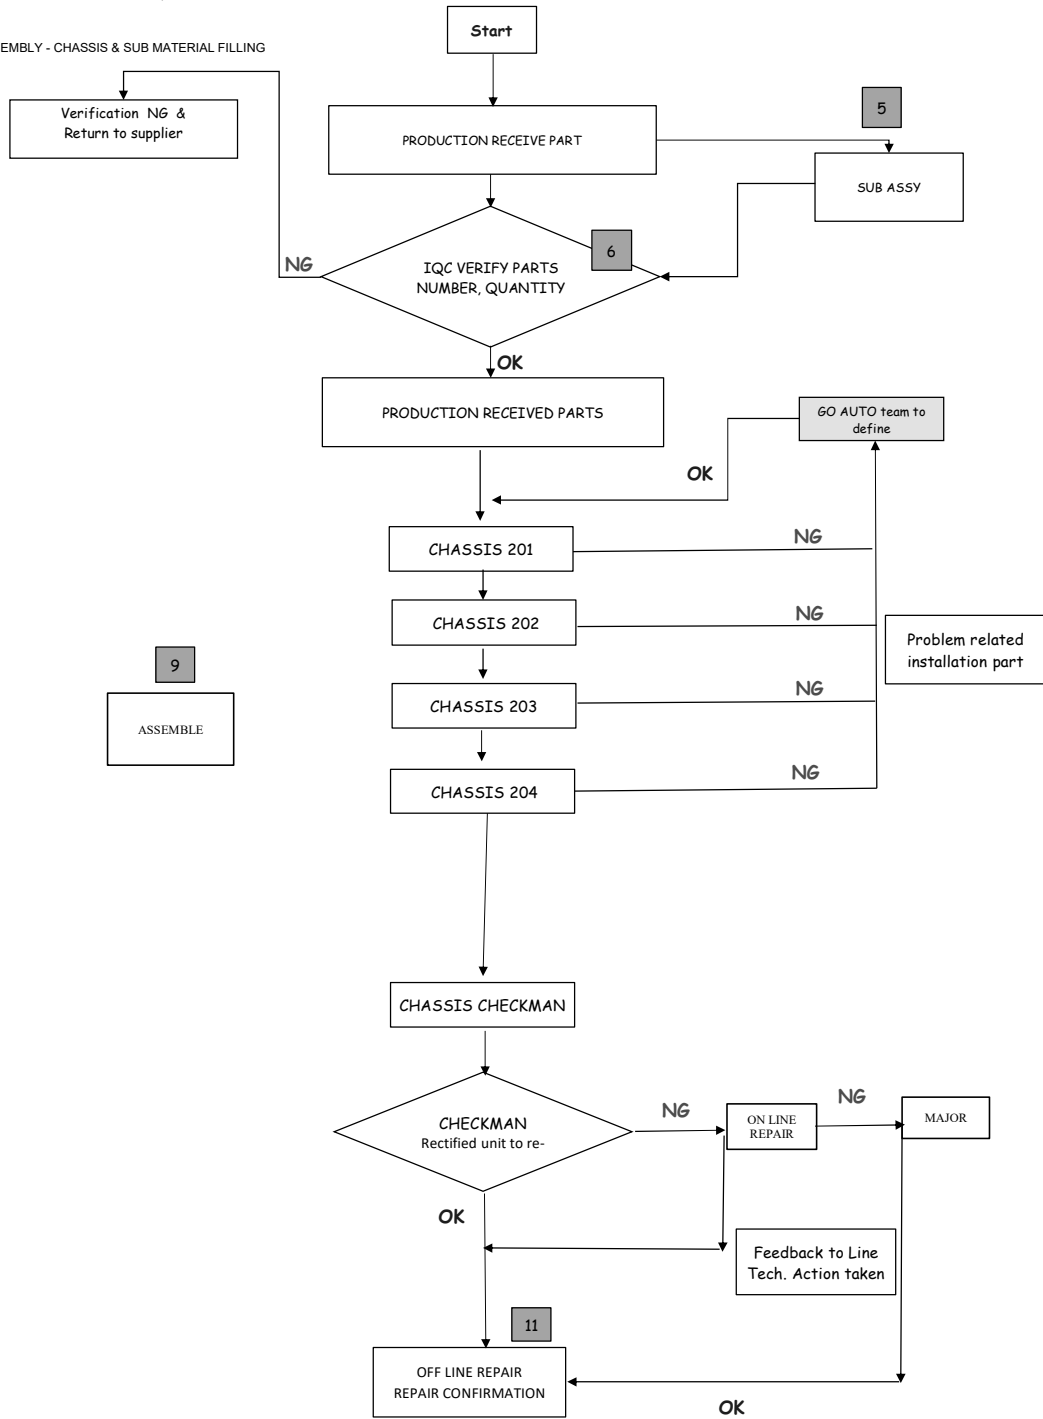 Start
EMBLY - CHASSIS & SUB MATERIAL FILLING
Verification NG &
Return to supplier
PRODUCTION RECEIVE PART
5
SUB ASSY
NG
6
IQC VERIFY PARTS
NUMBER, QUANTITY
OK
PRODUCTION RECEIVED PARTS
GO AUTO team to
define
OK
CHASSIS 201
NG
CHASSIS 202
NG
Problem related
installation part
9
ASSEMBLE
CHASSIS 203
NG
CHASSIS 204
NG
CHASSIS CHECKMAN
CHECKMAN
Rectified unit to re-
NG
ON LINE
REPAIR
NG
MAJOR
OK
Feedback to Line
Tech. Action taken
11
OFF LINE REPAIR
REPAIR CONFIRMATION
OK